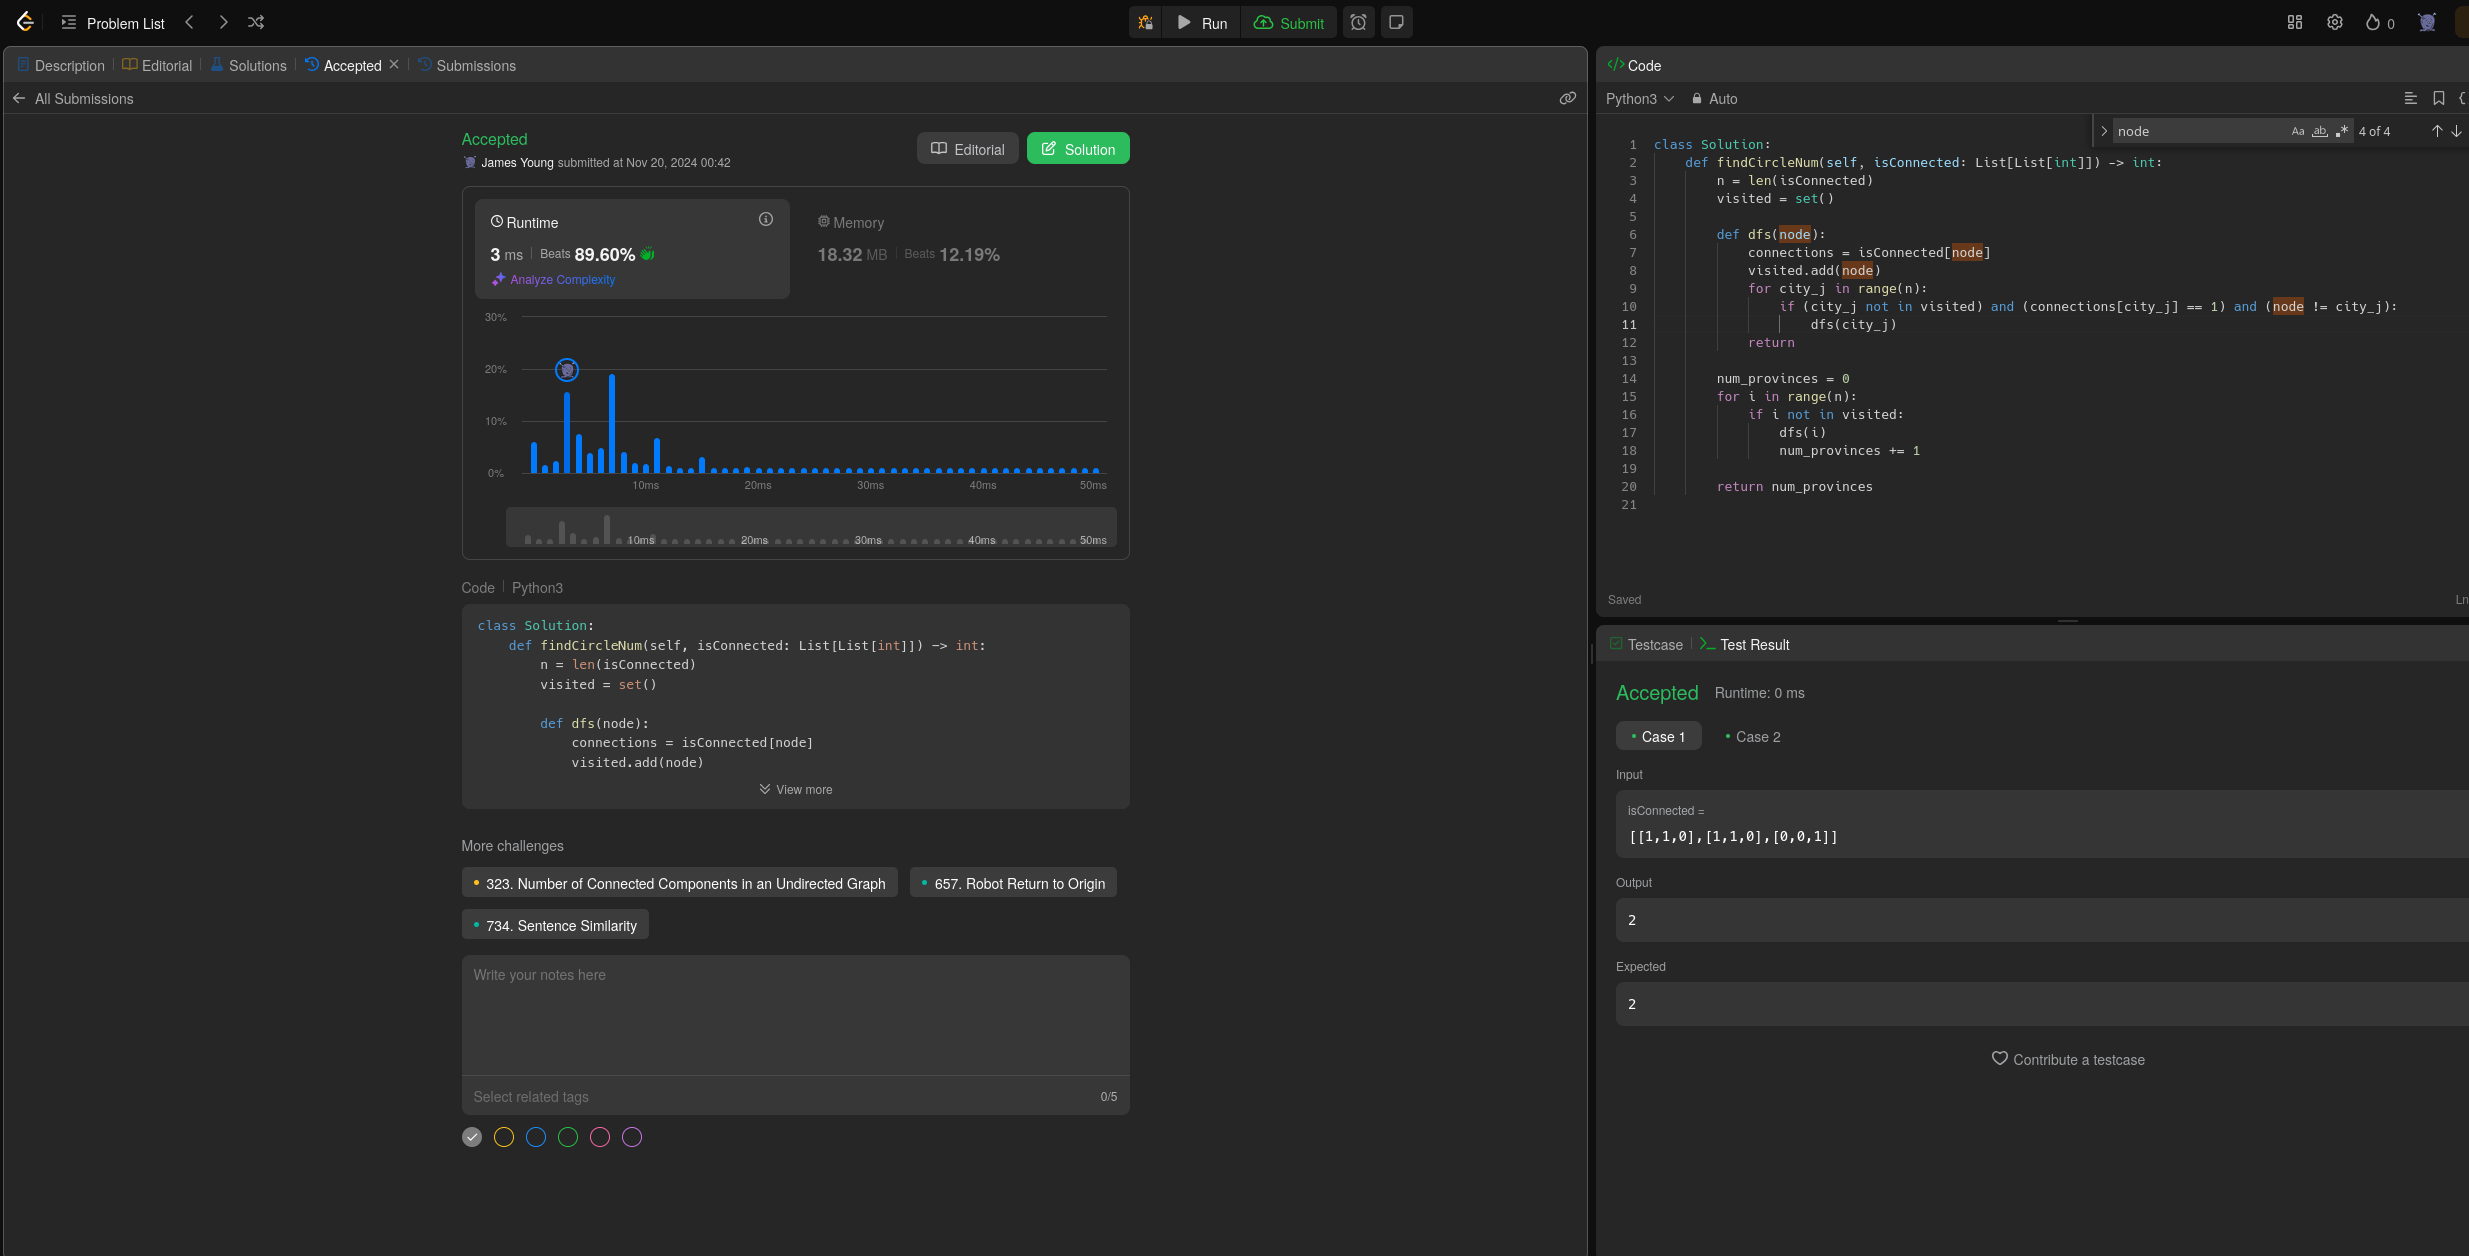 Problem List
Run
Submit
0
Description
Editorial
Solutions
Accepted
Submissions
All Submissions
Accepted
James Young submitted at Nov 20, 2024 00:42
Editorial
Solution
Runtime
3 ms
Beats 89.60%
Analyze Complexity
Memory
18.32 MB
Beats 12.19%
30%
20%
10%
0%
10ms 20ms 30ms 40ms 50ms
10ms 20ms 30ms 40ms 50ms
Code
Python3
class Solution:
    def findCircleNum(self, isConnected: List[List[int]]) -> int:
        n = len(isConnected)
        visited = set()
        def dfs(node):
            connections = isConnected[node]
            visited.add(node)
View more
More challenges
323. Number of Connected Components in an Undirected Graph
657. Robot Return to Origin
734. Sentence Similarity
Write your notes here
Select related tags
0/5
</> Code
Python3
Auto
node
Aa
ab
.*
4 of 4
1 class Solution:
2     def findCircleNum(self, isConnected: List[List[int]]) -> int:
3         n = len(isConnected)
4         visited = set()
5
6         def dfs(node):
7             connections = isConnected[node]
8             visited.add(node)
9             for city_j in range(n):
10                 if (city_j not in visited) and (connections[city_j] == 1) and (node != city_j):
11                     dfs(city_j)
12             return
13
14         num_provinces = 0
15         for i in range(n):
16             if i not in visited:
17                 dfs(i)
18                 num_provinces += 1
19
20         return num_provinces
21
Saved
Ln
Testcase
Test Result
Accepted
Runtime: 0 ms
Case 1
Case 2
Input
isConnected =
[[1,1,0],[1,1,0],[0,0,1]]
Output
2
Expected
2
Contribute a testcase